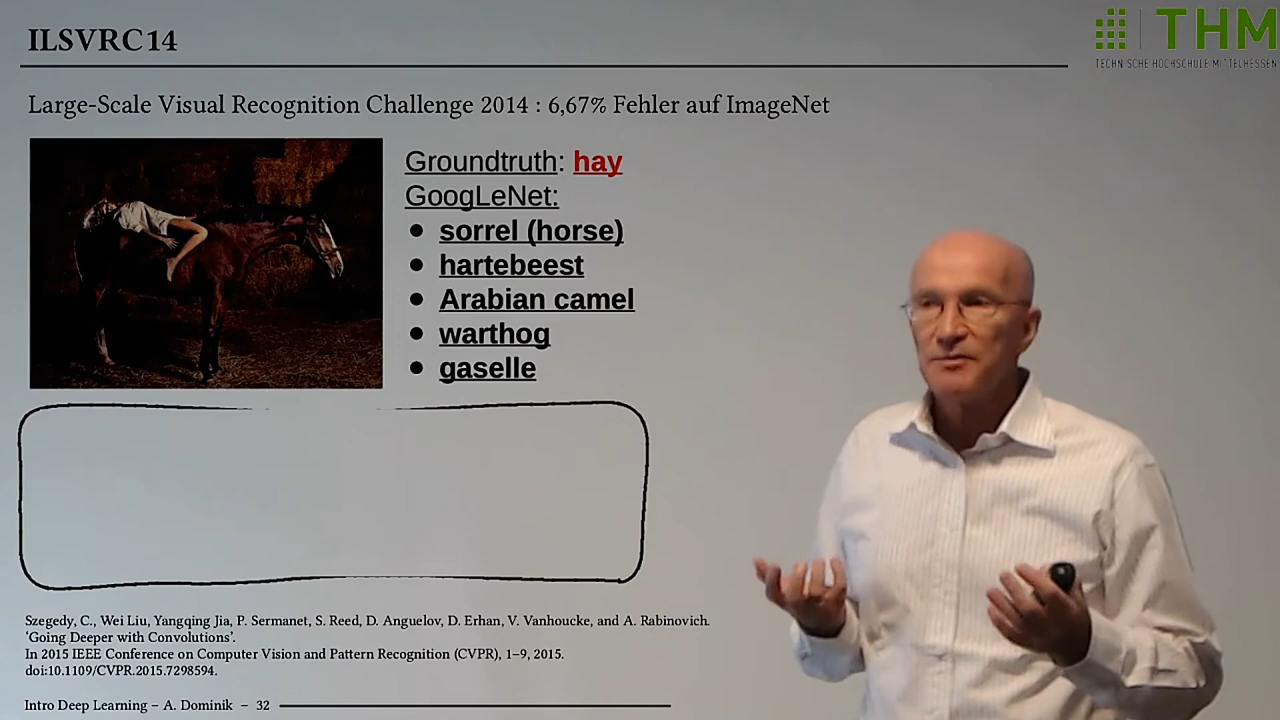 ILSVRC14
THM
TECHNISCHE HOCHSCHULE MITTELHESSEN
Large-Scale Visual Recognition Challenge 2014 : 6,67% Fehler auf ImageNet
Groundtruth: hay
GoogLeNet:
• sorrel (horse)
• hartebeest
• Arabian camel
• warthog
• gaselle
Szegedy, C., Wei Liu, Yangqing Jia, P. Sermanet, S. Reed, D. Anguelov, D. Erhan, V. Vanhoucke, and A. Rabinovich.
‘Going Deeper with Convolutions’.
In 2015 IEEE Conference on Computer Vision and Pattern Recognition (CVPR), 1–9, 2015.
doi:10.1109/CVPR.2015.7298594.
Intro Deep Learning – A. Dominik – 32